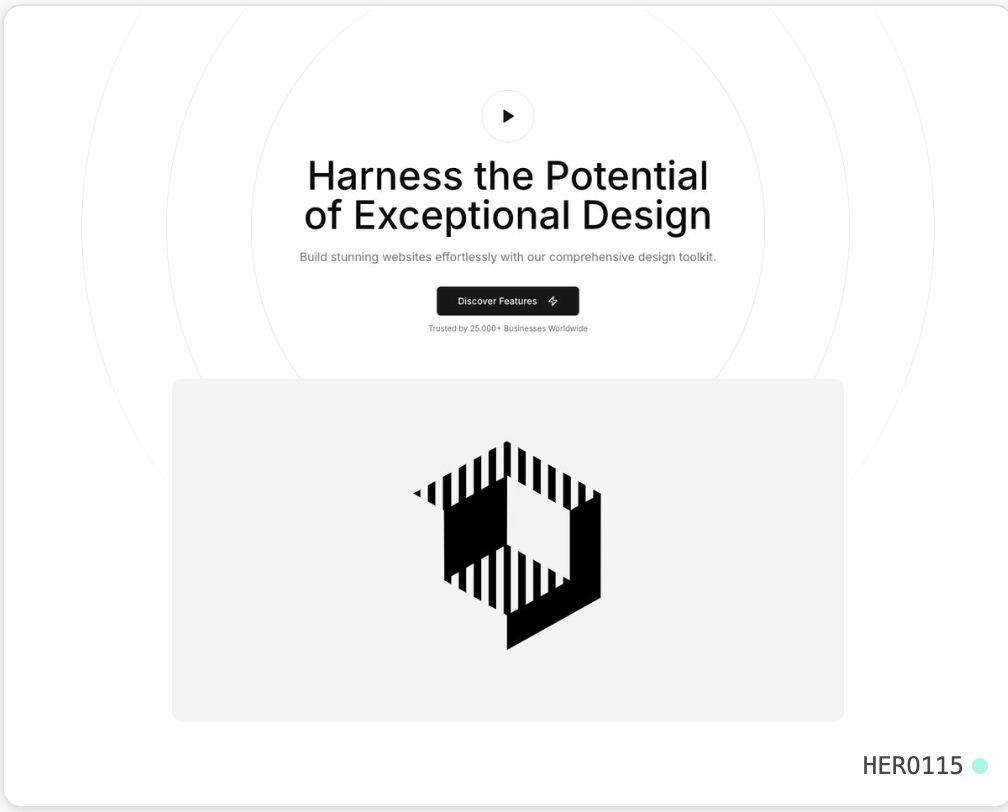 Harness the Potential
of Exceptional Design
Build stunning websites effortlessly with our comprehensive design toolkit.
Discover Features
Trusted by 25.000+ Businesses Worldwide
HERO115